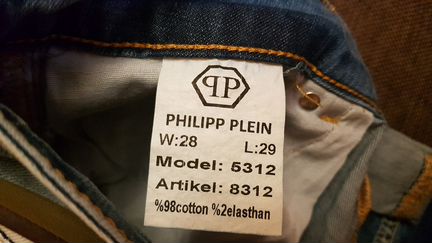 PP
PHILIPP PLEIN
W:28 L:29
Model: 5312
Artikel: 8312
%98cotton %2elasthan